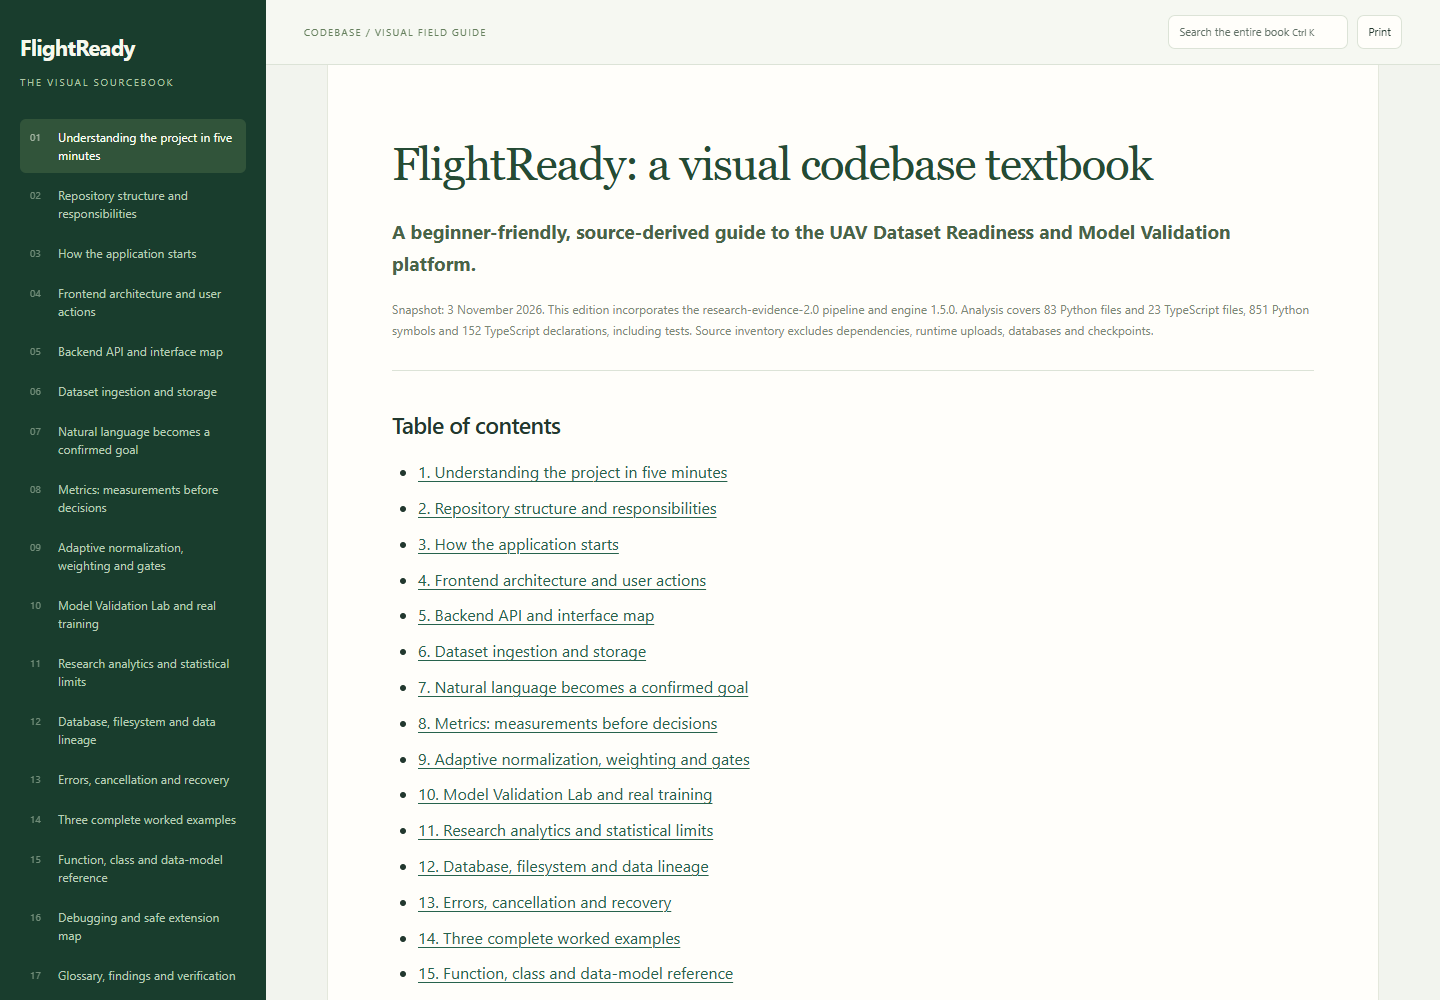 FlightReady
THE VISUAL SOURCEBOOK
01 Understanding the project in five
minutes
02 Repository structure and
responsibilities
03 How the application starts
04 Frontend architecture and user
actions
05 Backend API and interface map
06 Dataset ingestion and storage
07 Natural language becomes a
confirmed goal
08 Metrics: measurements before
decisions
09 Adaptive normalization,
weighting and gates
10 Model Validation Lab and real
training
11 Research analytics and statistical
limits
12 Database, filesystem and data
lineage
13 Errors, cancellation and recovery
14 Three complete worked examples
15 Function, class and data-model
reference
16 Debugging and safe extension
map
17 Glossary, findings and verification
CODEBASE / VISUAL FIELD GUIDE
Search the entire book Ctrl K
Print
FlightReady: a visual codebase textbook
A beginner-friendly, source-derived guide to the UAV Dataset Readiness and Model Validation
platform.
Snapshot: 3 November 2026. This edition incorporates the research-evidence-2.0 pipeline and engine 1.5.0. Analysis covers 83 Python files and 23 TypeScript files, 851 Python
symbols and 152 TypeScript declarations, including tests. Source inventory excludes dependencies, runtime uploads, databases and checkpoints.
Table of contents
• 1. Understanding the project in five minutes
• 2. Repository structure and responsibilities
• 3. How the application starts
• 4. Frontend architecture and user actions
• 5. Backend API and interface map
• 6. Dataset ingestion and storage
• 7. Natural language becomes a confirmed goal
• 8. Metrics: measurements before decisions
• 9. Adaptive normalization, weighting and gates
• 10. Model Validation Lab and real training
• 11. Research analytics and statistical limits
• 12. Database, filesystem and data lineage
• 13. Errors, cancellation and recovery
• 14. Three complete worked examples
• 15. Function, class and data-model reference